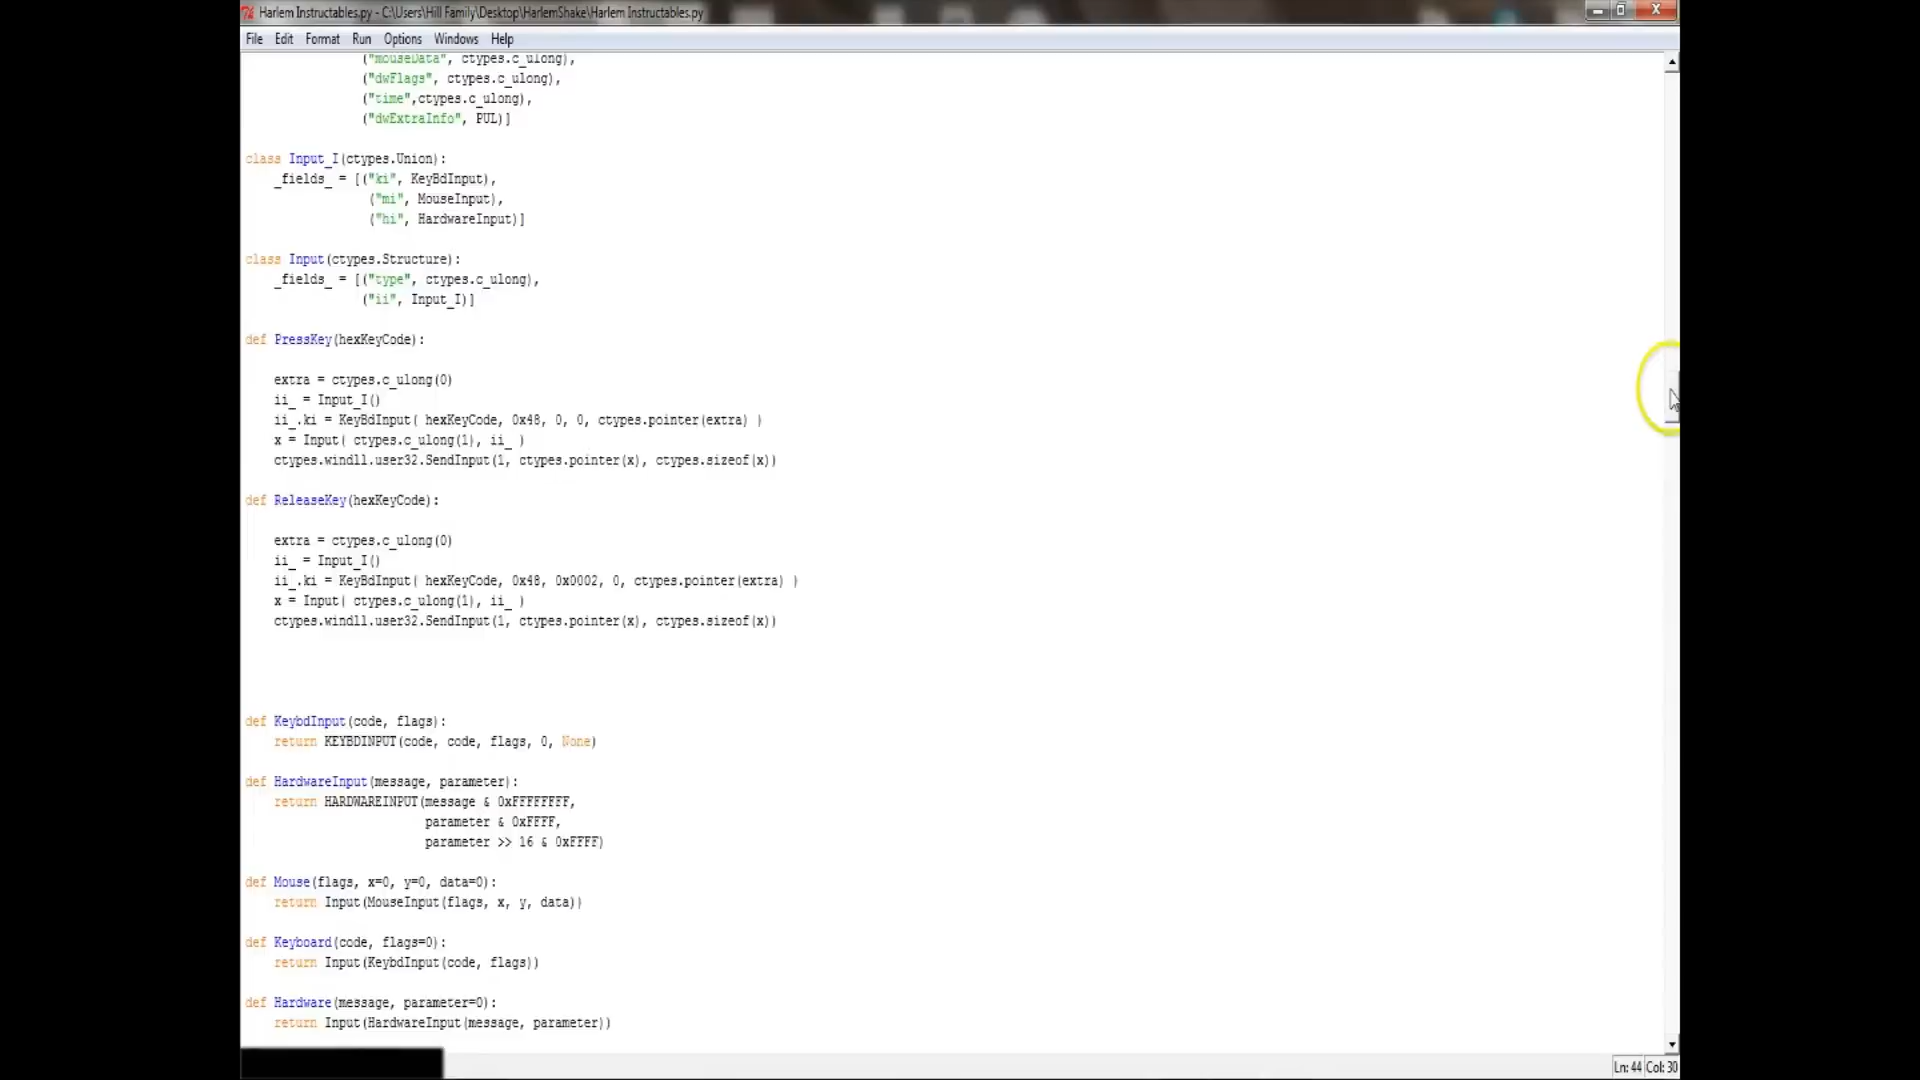 Harlem Instructables.py - C:\Users\Hill Family\Desktop\HarlemShake\Harlem Instructables.py
File Edit Format Run Options Windows Help
("mouseData", ctypes.c_ulong),
("dwFlags", ctypes.c_ulong),
("time",ctypes.c_ulong),
("dwExtraInfo", PUL)]
class Input_I(ctypes.Union):
_fields_ = [("ki", KeyBdInput),
("mi", MouseInput),
("hi", HardwareInput)]
class Input(ctypes.Structure):
_fields_ = [("type", ctypes.c_ulong),
("ii", Input_I)]
def PressKey(hexKeyCode):
extra = ctypes.c_ulong(0)
ii_ = Input_I()
ii_.ki = KeyBdInput( hexKeyCode, 0x48, 0, 0, ctypes.pointer(extra) )
x = Input( ctypes.c_ulong(1), ii_ )
ctypes.windll.user32.SendInput(1, ctypes.pointer(x), ctypes.sizeof(x))
def ReleaseKey(hexKeyCode):
extra = ctypes.c_ulong(0)
ii_ = Input_I()
ii_.ki = KeyBdInput( hexKeyCode, 0x48, 0x0002, 0, ctypes.pointer(extra) )
x = Input( ctypes.c_ulong(1), ii_ )
ctypes.windll.user32.SendInput(1, ctypes.pointer(x), ctypes.sizeof(x))
def KeybdInput(code, flags):
return KEYBDINPUT(code, code, flags, 0, None)
def HardwareInput(message, parameter):
return HARDWAREINPUT(message & 0xFFFFFFFF,
parameter & 0xFFFF,
parameter >> 16 & 0xFFFF)
def Mouse(flags, x=0, y=0, data=0):
return Input(MouseInput(flags, x, y, data))
def Keyboard(code, flags=0):
return Input(KeybdInput(code, flags))
def Hardware(message, parameter=0):
return Input(HardwareInput(message, parameter))
Ln: 44 Col: 30